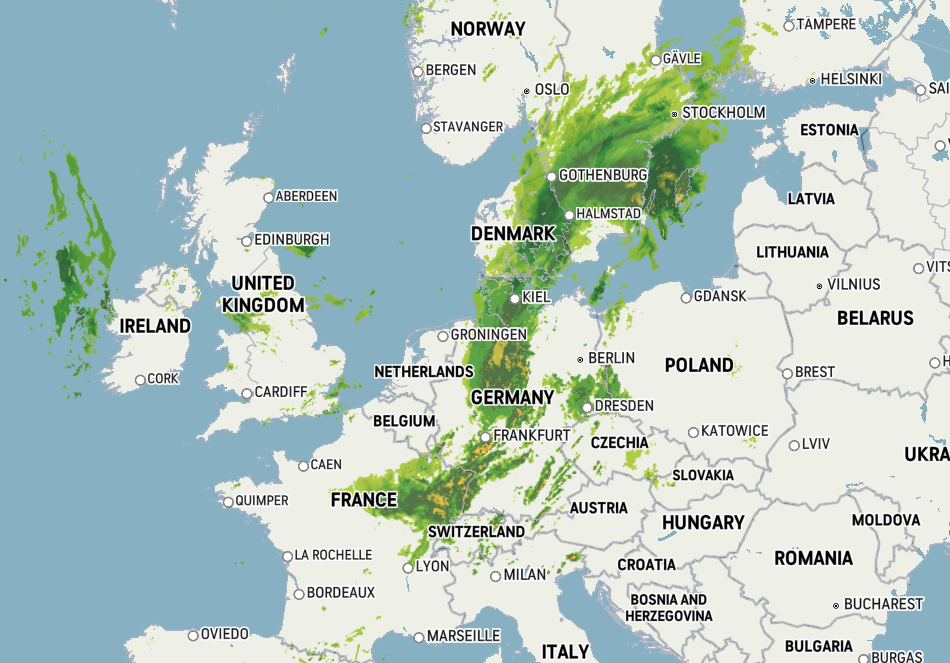 TAMPERE
NORWAY
GÄVLE
BERGEN
HELSINKI
OSLO
STOCKHOLM
STAVANGER
ESTONIA
GOTHENBURG
ABERDEEN
LATVIA
HALMSTAD
DENMARK
EDINBURGH
LITHUANIA
UNITED
KINGDOM
VILNIUS
KIEL
GDANSK
IRELAND
BELARUS
GRONINGEN
BERLIN
POLAND
NETHERLANDS
BREST
CORK
CARDIFF
GERMANY
DRESDEN
BELGIUM
KATOWICE
FRANKFURT
CZECHIA
LVIV
UKRA
CAEN
SLOVAKIA
FRANCE
QUIMPER
AUSTRIA
HUNGARY
MOLDOVA
SWITZERLAND
LA ROCHELLE
ROMANIA
LYON
CROATIA
MILAN
BORDEAUX
BOSNIA AND
HERZEGOVINA
BUCHAREST
OVIEDO
MARSEILLE
ITALY
BULGARIA
BURGAS